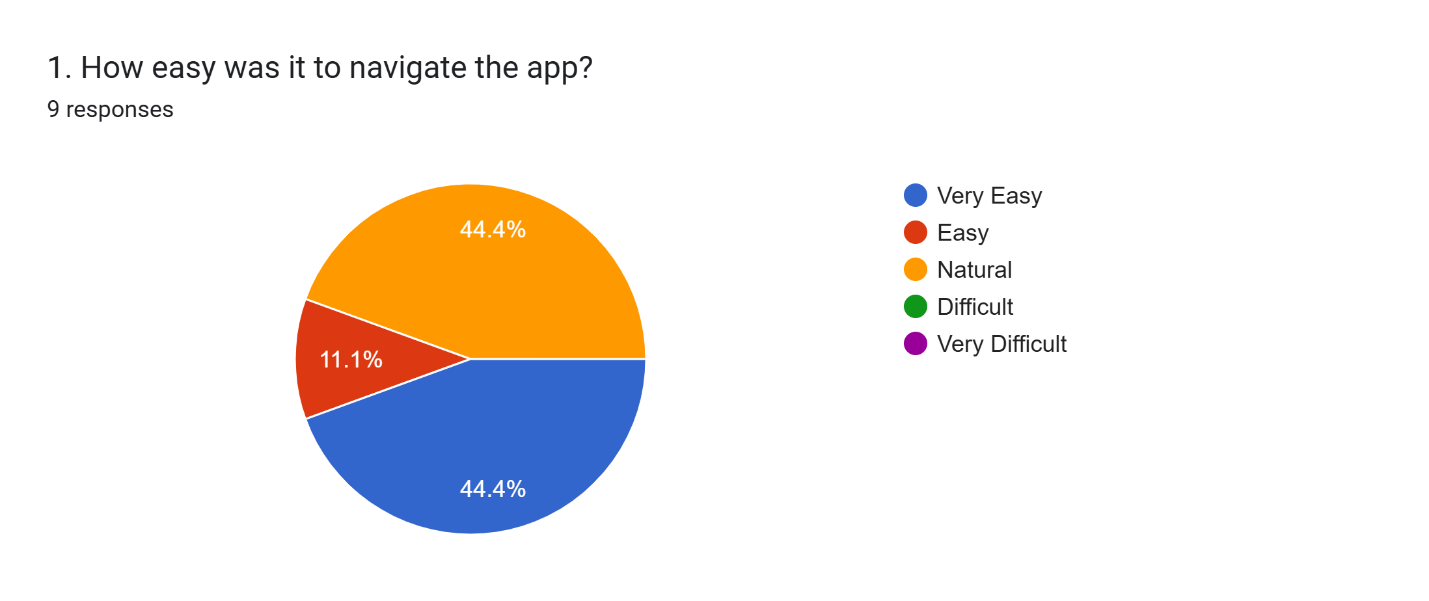 1. How easy was it to navigate the app?
9 responses
44.4%
11.1%
44.4%
Very Easy
Easy
Natural
Difficult
Very Difficult